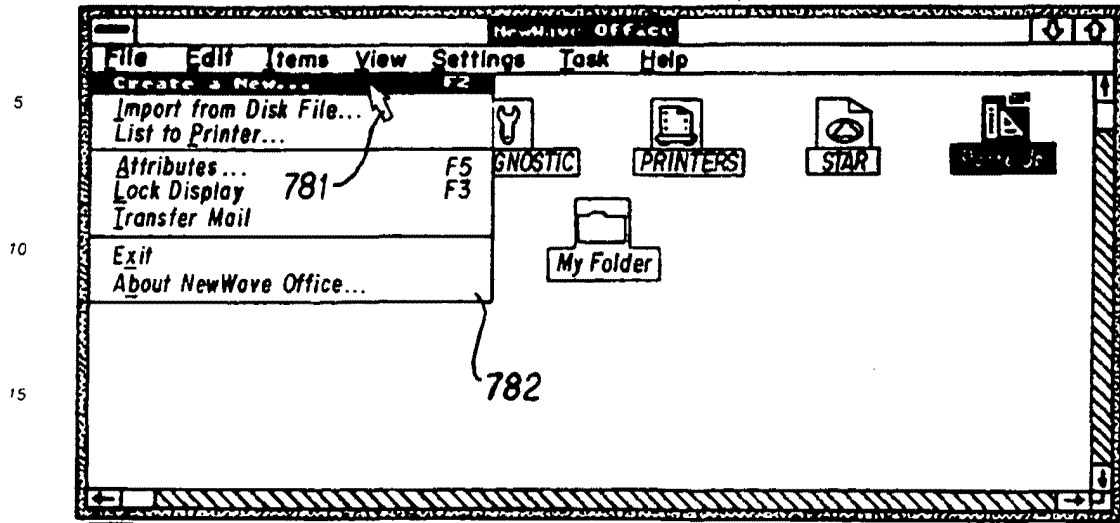 NewWave Office
File Edit Items View Settings Task Help
Create a New... F2
5
Import from Disk File...
List to Printer...
GNOSTIC PRINTERS STAR
Attributes... F5
781
Lock Display F3
Transfer Mail
10
Exit
My Folder
About NewWave Office...
15
782